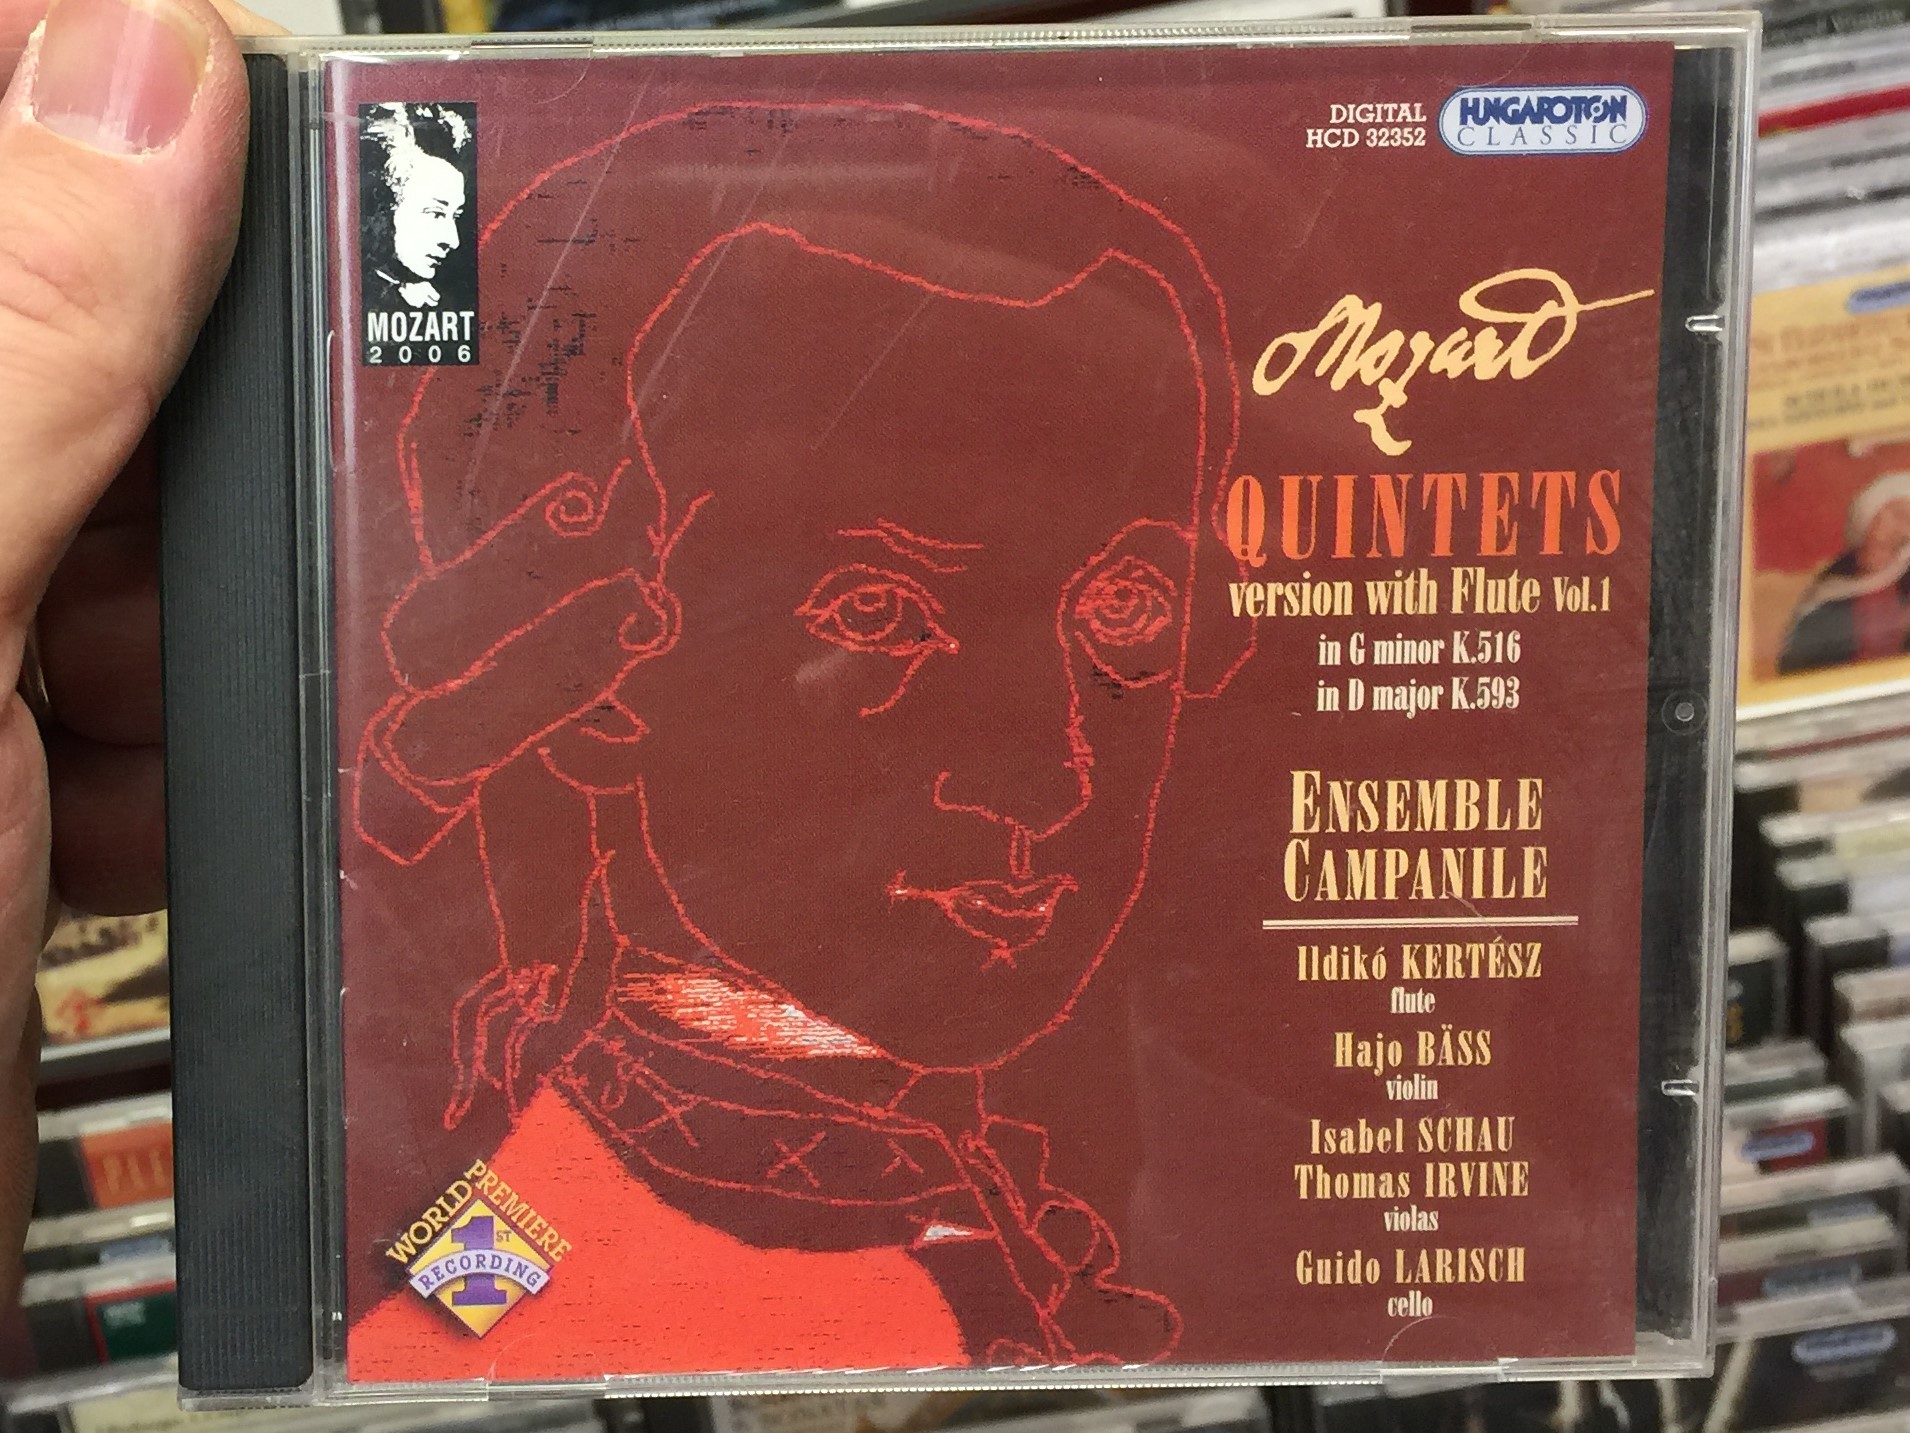 MOZART
2006
DIGITAL
HCD 32352
HUNGAROTON
CLASSIC
Mozart
QUINTETS
version with Flute Vol.1
in G minor K.516
in D major K.593
ENSEMBLE
CAMPANILE
Ildikó KERTÉSZ
flute
Hajo BÄSS
violin
Isabel SCHAU
Thomas IRVINE
violas
Guido LARISCH
cello
WORLD PREMIERE
1ST
RECORDING